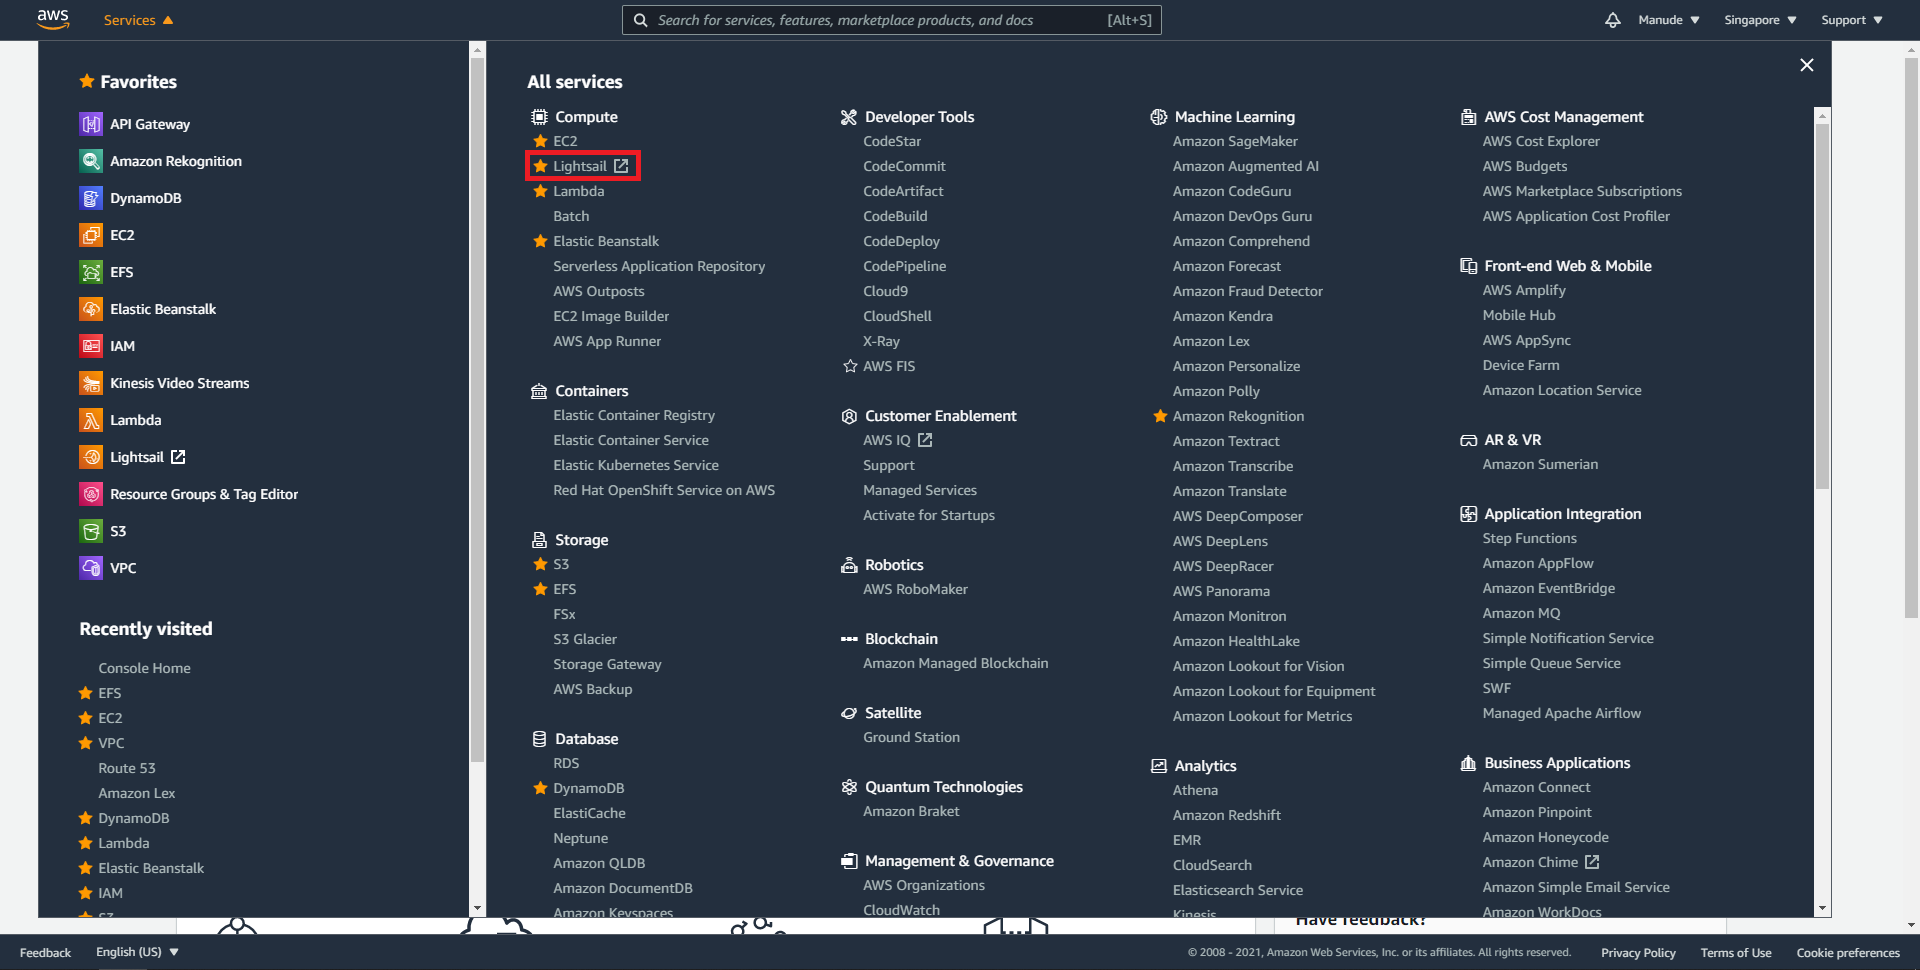 aws
Services
Search for services, features, marketplace products, and docs
[Alt+S]
Manude
Singapore
Support
Favorites
API Gateway
Amazon Rekognition
DynamoDB
EC2
EFS
Elastic Beanstalk
IAM
Kinesis Video Streams
Lambda
Lightsail
Resource Groups & Tag Editor
S3
VPC
Recently visited
Console Home
EFS
EC2
VPC
Route 53
Amazon Lex
DynamoDB
Lambda
Elastic Beanstalk
IAM
S3
All services
Compute
EC2
Lightsail
Lambda
Batch
Elastic Beanstalk
Serverless Application Repository
AWS Outposts
EC2 Image Builder
AWS App Runner
Containers
Elastic Container Registry
Elastic Container Service
Elastic Kubernetes Service
Red Hat OpenShift Service on AWS
Storage
S3
EFS
FSx
S3 Glacier
Storage Gateway
AWS Backup
Database
RDS
DynamoDB
ElastiCache
Neptune
Amazon QLDB
Amazon DocumentDB
Amazon Keyspaces
Developer Tools
CodeStar
CodeCommit
CodeArtifact
CodeBuild
CodeDeploy
CodePipeline
Cloud9
CloudShell
X-Ray
AWS FIS
Customer Enablement
AWS IQ
Support
Managed Services
Activate for Startups
Robotics
AWS RoboMaker
Blockchain
Amazon Managed Blockchain
Satellite
Ground Station
Quantum Technologies
Amazon Braket
Management & Governance
AWS Organizations
CloudWatch
Machine Learning
Amazon SageMaker
Amazon Augmented AI
Amazon CodeGuru
Amazon DevOps Guru
Amazon Comprehend
Amazon Forecast
Amazon Fraud Detector
Amazon Kendra
Amazon Lex
Amazon Personalize
Amazon Polly
Amazon Rekognition
Amazon Textract
Amazon Transcribe
Amazon Translate
AWS DeepComposer
AWS DeepLens
AWS DeepRacer
AWS Panorama
Amazon Monitron
Amazon HealthLake
Amazon Lookout for Vision
Amazon Lookout for Equipment
Amazon Lookout for Metrics
Analytics
Athena
Amazon Redshift
EMR
CloudSearch
Elasticsearch Service
Kinesis
AWS Cost Management
AWS Cost Explorer
AWS Budgets
AWS Marketplace Subscriptions
AWS Application Cost Profiler
Front-end Web & Mobile
AWS Amplify
Mobile Hub
AWS AppSync
Device Farm
Amazon Location Service
AR & VR
Amazon Sumerian
Application Integration
Step Functions
Amazon AppFlow
Amazon EventBridge
Amazon MQ
Simple Notification Service
Simple Queue Service
SWF
Managed Apache Airflow
Business Applications
Amazon Connect
Amazon Pinpoint
Amazon Honeycode
Amazon Chime
Amazon Simple Email Service
Amazon WorkDocs
Have feedback?
Feedback
English (US)
© 2008 - 2021, Amazon Web Services, Inc. or its affiliates. All rights reserved.
Privacy Policy
Terms of Use
Cookie preferences